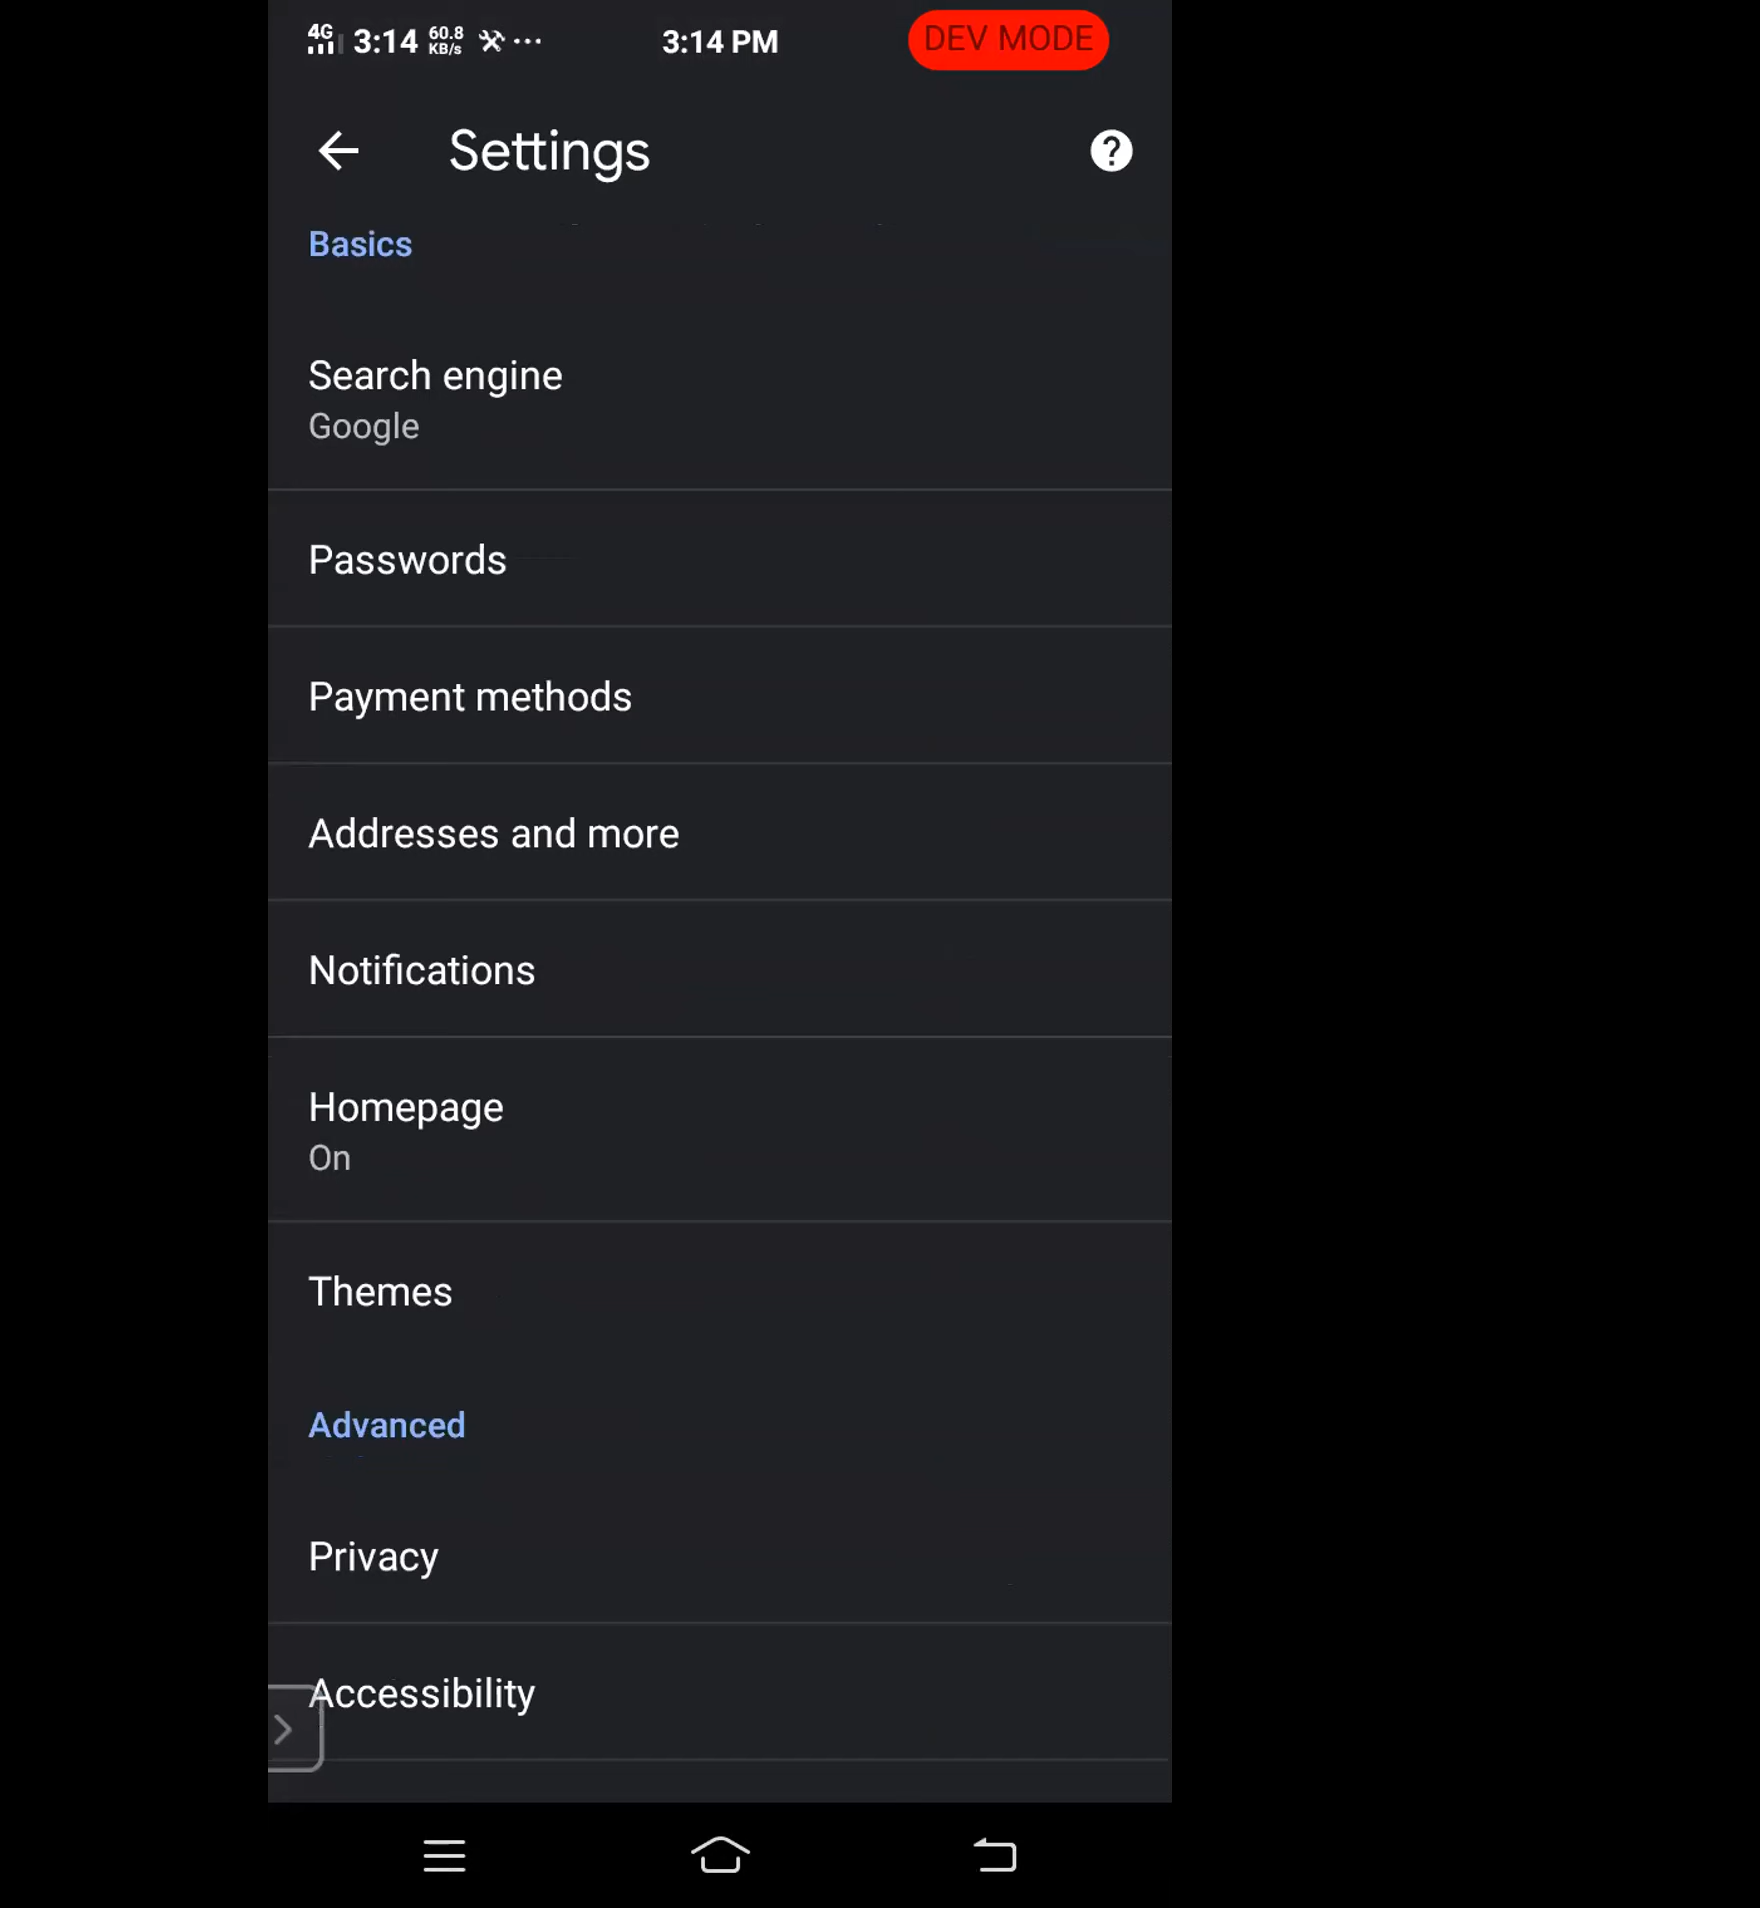 4G 3:14 60.8 KB/s ... 3:14 PM DEV MODE
Settings
Basics
Search engine
Google
Passwords
Payment methods
Addresses and more
Notifications
Homepage
On
Themes
Advanced
Privacy
Accessibility